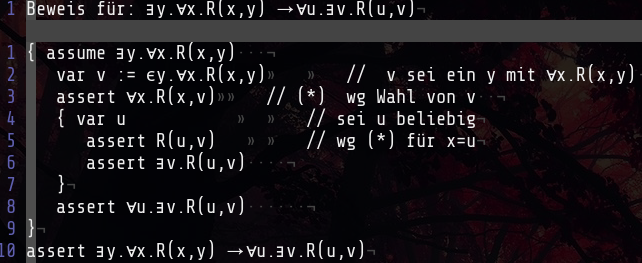 1 Beweis für: ∃y.∀x.R(x,y) →∀u.∃v.R(u,v)¬
1 { assume ∃y.∀x.R(x,y)····¬
2 var v := ϵy.∀x.R(x,y)» » // v sei ein y mit ∀x.R(x,y)
3 assert ∀x.R(x,v)»» // (*) wg Wahl von v··¬
4 { var u » » // sei u beliebig¬
5 assert R(u,v) » » // wg (*) für x=u¬
6 assert ∃v.R(u,v)·····¬
7 }¬
8 assert ∀u.∃v.R(u,v)·······¬
9 }¬
10 assert ∃y.∀x.R(x,y) →∀u.∃v.R(u,v)¬